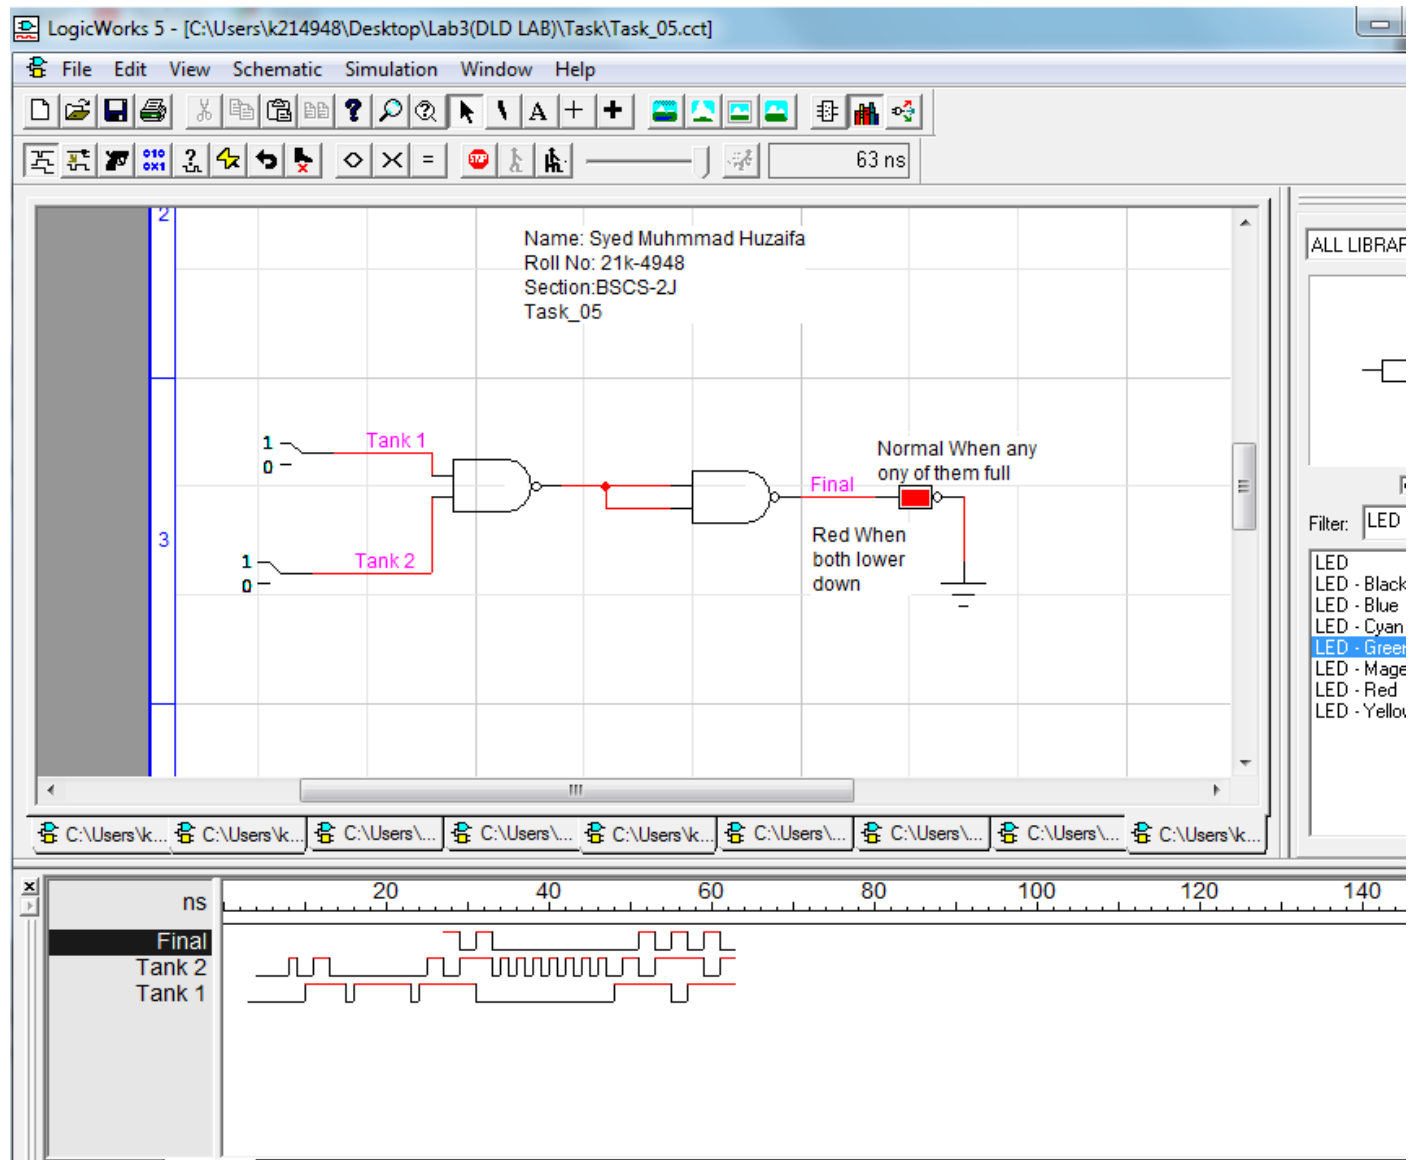 LogicWorks 5 - [C:\Users\k214948\Desktop\Lab3(DLD LAB)\Task\Task_05.cct]
File Edit View Schematic Simulation Window Help
63 ns
2
Name: Syed Muhmmad Huzaifa
Roll No: 21k-4948
Section:BSCS-2J
Task_05
ALL LIBRAR
1
0
Tank 1
Normal When any
ony of them full
Final
Filter: LED
3
Red When
both lower
down
1
0
Tank 2
LED
LED - Black
LED - Blue
LED - Cyan
LED - Green
LED - Mage
LED - Red
LED - Yellow
C:\Users\k... C:\Users\k... C:\Users\... C:\Users\... C:\Users\k... C:\Users\... C:\Users\... C:\Users\... C:\Users\k...
ns 20 40 60 80 100 120 140
Final
Tank 2
Tank 1